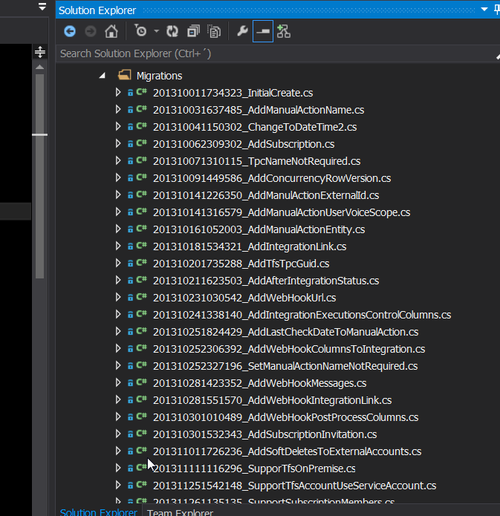 Solution Explorer
Search Solution Explorer (Ctrl+´)
Migrations
C# 201310011734323_InitialCreate.cs
C# 201310031637485_AddManualActionName.cs
C# 201310041150302_ChangeToDateTime2.cs
C# 201310062309302_AddSubscription.cs
C# 201310071310115_TpcNameNotRequired.cs
C# 201310091449586_AddConcurrencyRowVersion.cs
C# 201310141226350_AddManulActionExternalId.cs
C# 201310141316579_AddManualActionUserVoiceScope.cs
C# 201310161052003_AddManualActionEntity.cs
C# 201310181534321_AddIntegrationLink.cs
C# 201310201735288_AddTfsTpcGuid.cs
C# 201310211623503_AddAfterIntegrationStatus.cs
C# 201310231030542_AddWebHookUrl.cs
C# 201310241338140_AddIntegrationExecutionsControlColumns.cs
C# 201310251824429_AddLastCheckDateToManualAction.cs
C# 201310252306392_AddWebHookColumnsToIntegration.cs
C# 201310252327196_SetManualActionNameNotRequired.cs
C# 201310281423352_AddWebHookMessages.cs
C# 201310281551570_AddWebHookIntegrationLink.cs
C# 201310301010489_AddWebHookPostProcessColumns.cs
C# 201310301532343_AddSubscriptionInvitation.cs
C# 201311011726236_AddSoftDeletesToExternalAccounts.cs
C# 201311111116296_SupporTfsOnPremise.cs
C# 201311251542148_SupportTfsAccountUseServiceAccount.cs
C# 201311261135135_SupportSubscriptionMembers.cs
Solution Explorer Team Explorer